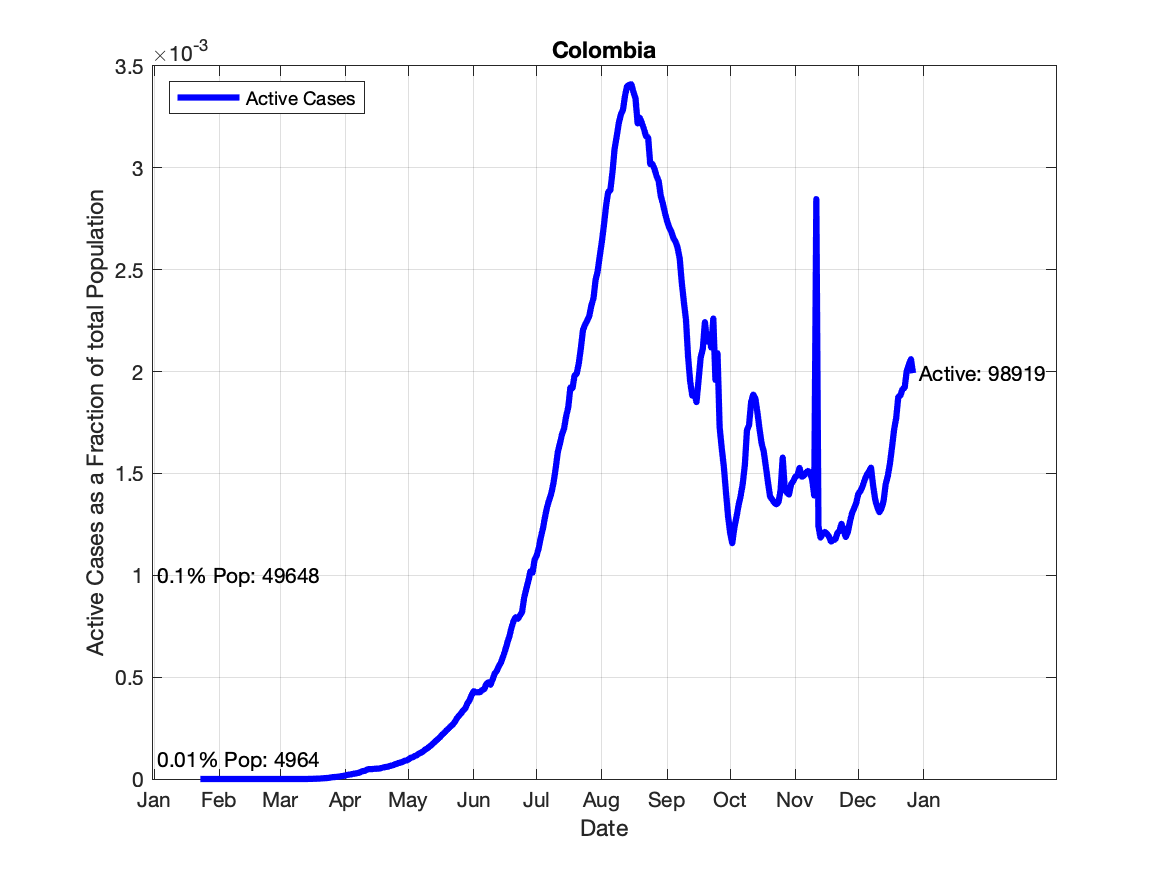 Colombia
×10-3
3.5
3
2.5
2
1.5
1
0.5
0
Active Cases as a Fraction of total Population
Active Cases
Active: 98919
0.1% Pop: 49648
0.01% Pop: 4964
Jan Feb Mar Apr May Jun Jul Aug Sep Oct Nov Dec Jan
Date